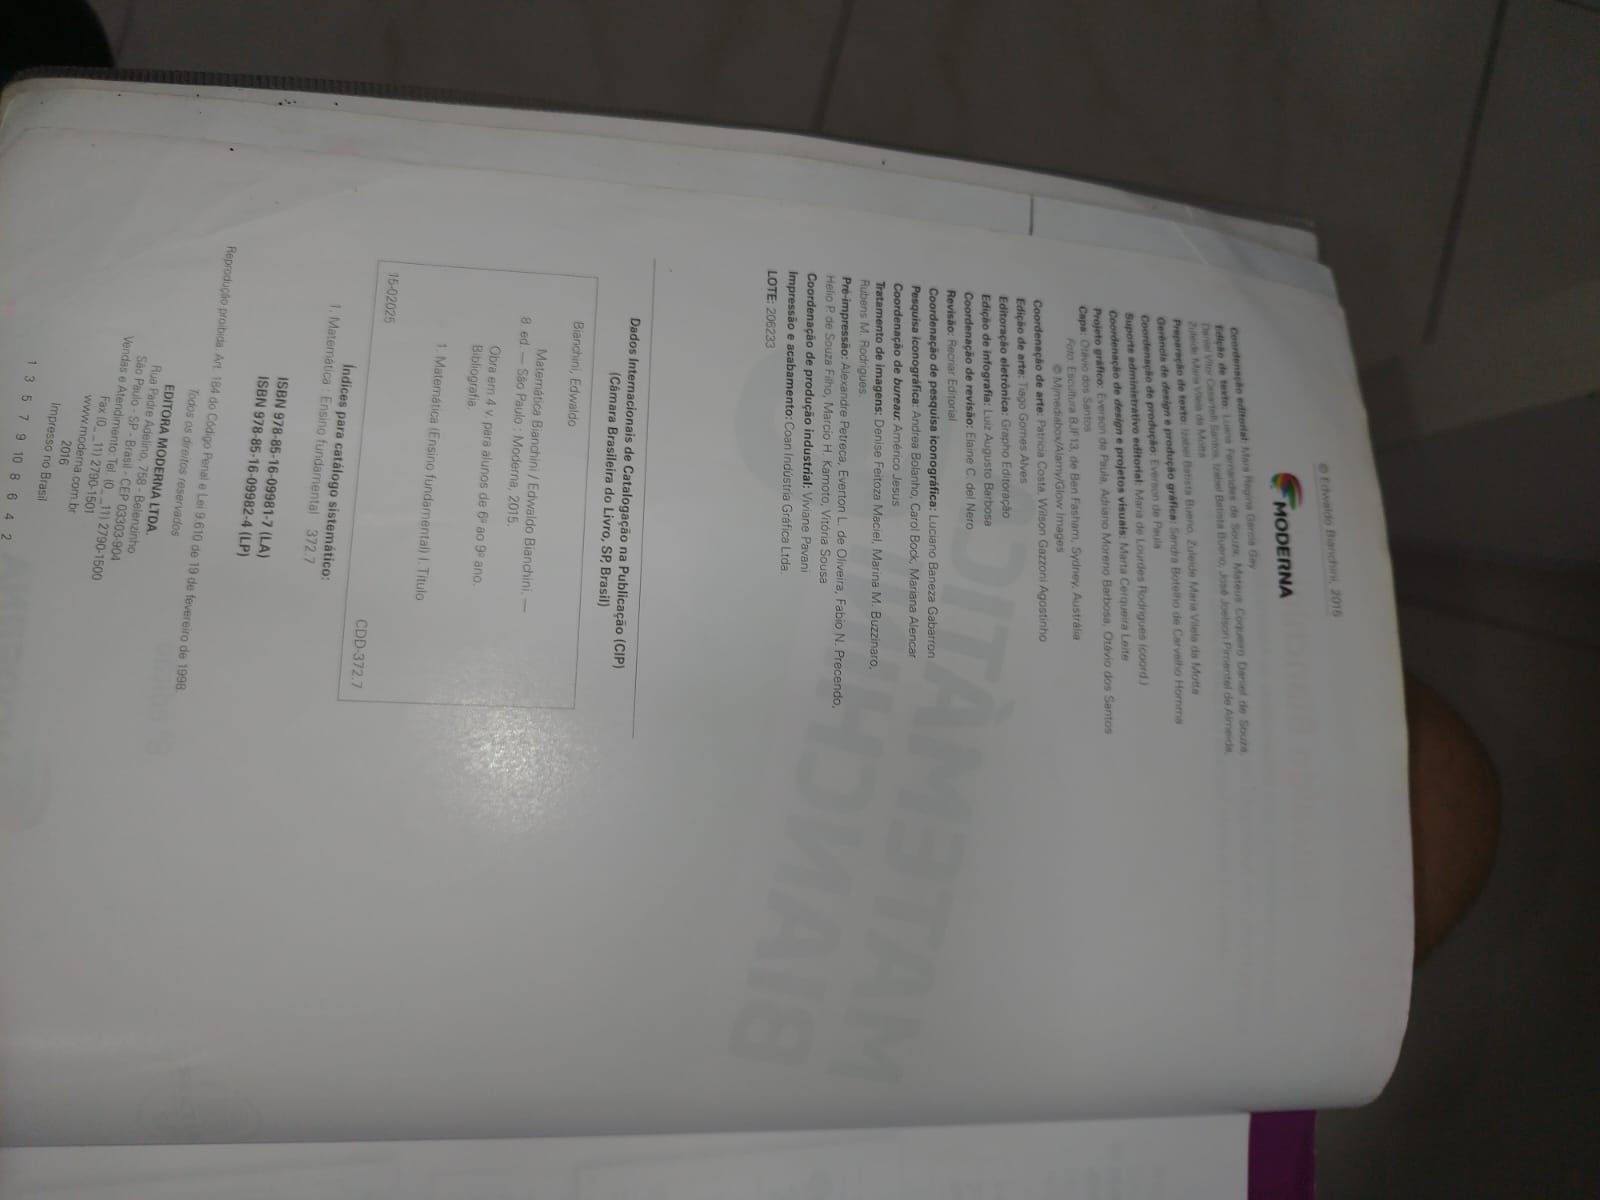 © Edwaldo Bianchini, 2015
MODERNA
Coordenação editorial: Mara Regina Garcia Gay
Edição de texto: Luana Fernandes de Souza, Mateus Coqueiro Daniel de Souza,
Daniel Vitor Casartelli Santos, Izabel Batista Bueno, José Joelson Pimentel de Almeida,
Zuleide Maria Vilela da Motta
Preparação de texto: Izabel Batista Bueno, Zuleide Maria Vilela da Motta
Gerência de design e produção gráfica: Sandra Botelho de Carvalho Homma
Coordenação de produção: Everson de Paula
Suporte administrativo editorial: Maria de Lourdes Rodrigues (coord.)
Coordenação de design e projetos visuais: Marta Cerqueira Leite
Projeto gráfico: Everson de Paula, Adriano Moreno Barbosa, Otávio dos Santos
Capa: Otávio dos Santos
Foto: Escultura BJF13, de Ben Fasham, Sydney, Austrália
© Mjmediabox/Alamy/Glow Images
Coordenação de arte: Patricia Costa, Wilson Gazzoni Agostinho
Edição de arte: Tiago Gomes Alves
Editoração eletrônica: Grapho Editoração
Edição de infografia: Luiz Augusto Barbosa
Coordenação de revisão: Elaine C. del Nero
Revisão: ReCriar Editorial
Coordenação de pesquisa iconográfica: Luciano Baneza Gabarron
Pesquisa iconográfica: Andrea Bolanho, Carol Bock, Mariana Alencar
Coordenação de bureau: Américo Jesus
Tratamento de imagens: Denise Feitoza Maciel, Marina M. Buzzinaro,
Rubens M. Rodrigues
Pré-impressão: Alexandre Petreca, Everton L. de Oliveira, Fabio N. Precendo,
Hélio P. de Souza Filho, Marcio H. Kamoto, Vitória Sousa
Coordenação de produção industrial: Viviane Pavani
Impressão e acabamento: Coan Indústria Gráfica Ltda.
LOTE: 206233
Dados Internacionais de Catalogação na Publicação (CIP)
(Câmara Brasileira do Livro, SP, Brasil)
Bianchini, Edwaldo
Matemática Bianchini / Edwaldo Bianchini. —
8. ed. — São Paulo : Moderna, 2015.
Obra em 4 v. para alunos de 6º ao 9º ano.
Bibliografia.
1. Matemática (Ensino fundamental) I. Título
15-02025
CDD-372.7
Índices para catálogo sistemático:
1. Matemática : Ensino fundamental 372.7
ISBN 978-85-16-09981-7 (LA)
ISBN 978-85-16-09982-4 (LP)
Reprodução proibida. Art. 184 do Código Penal e Lei 9.610 de 19 de fevereiro de 1998.
Todos os direitos reservados
EDITORA MODERNA LTDA.
Rua Padre Adelino, 758 - Belenzinho
São Paulo - SP - Brasil - CEP 03303-904
Vendas e Atendimento: Tel. (0_ _11) 2790-1500
Fax (0_ _11) 2790-1501
www.moderna.com.br
2016
Impresso no Brasil
1 3 5 7 9 10 8 6 4 2